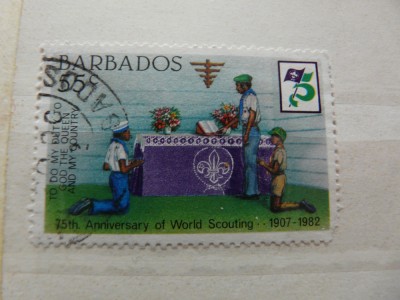 BARBADOS
55c
75
TO DO MY DUTY TO
GOD THE QUEEN
AND MY COUNTRY
75th. Anniversary of World Scouting -- 1907-1982